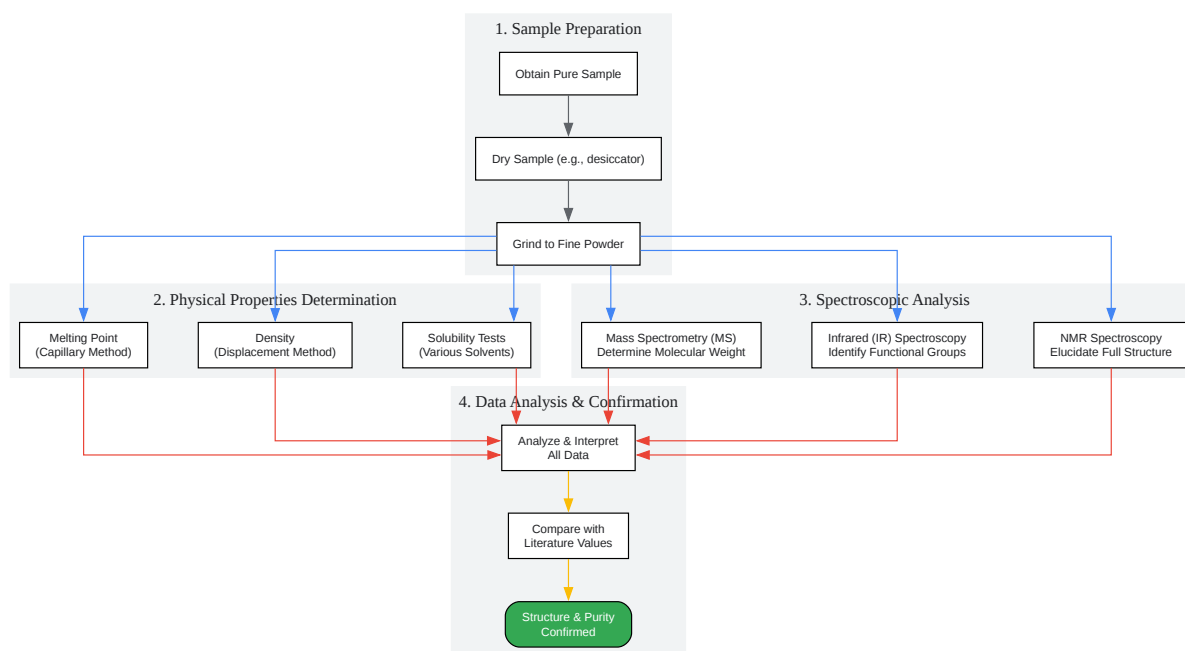 1. Sample Preparation
Obtain Pure Sample
Dry Sample (e.g., desiccator)
Grind to Fine Powder
2. Physical Properties Determination
Melting Point
(Capillary Method)
Density
(Displacement Method)
Solubility Tests
(Various Solvents)
3. Spectroscopic Analysis
Mass Spectrometry (MS)
Determine Molecular Weight
Infrared (IR) Spectroscopy
Identify Functional Groups
NMR Spectroscopy
Elucidate Full Structure
4. Data Analysis & Confirmation
Analyze & Interpret
All Data
Compare with
Literature Values
Structure & Purity
Confirmed